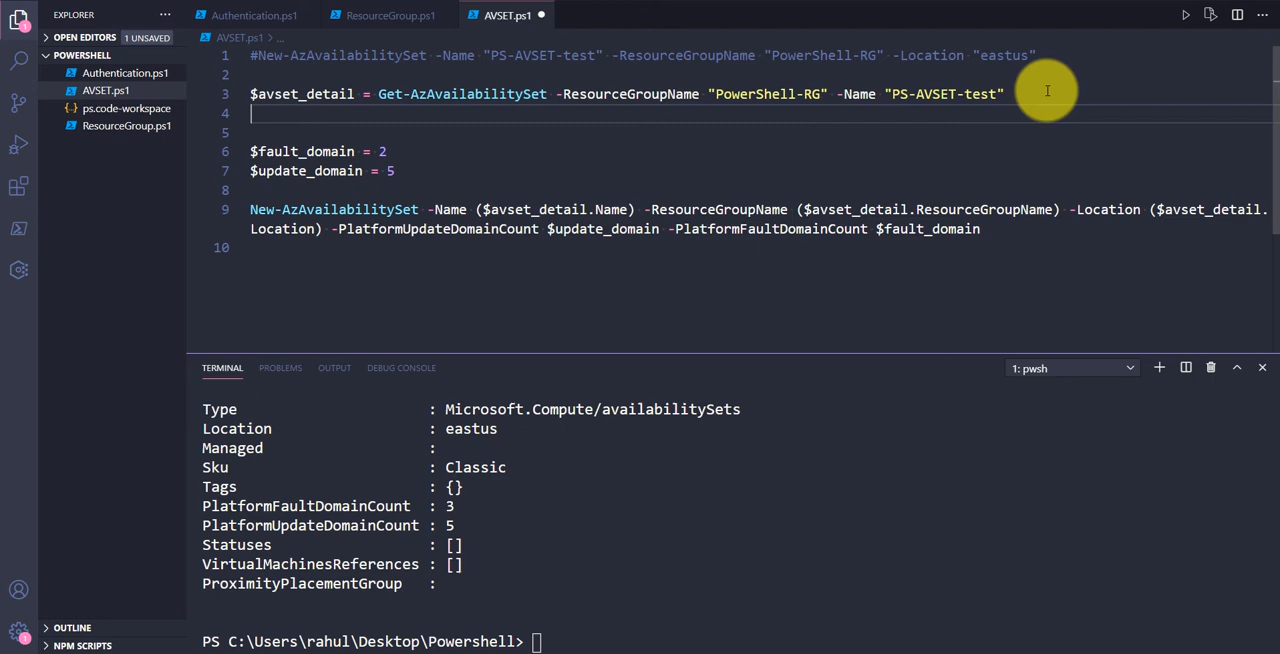 EXPLORER
Authentication.ps1
ResourceGroup.ps1
AVSET.ps1
OPEN EDITORS 1 UNSAVED
AVSET.ps1 > ...
POWERSHELL
Authentication.ps1
AVSET.ps1
ps.code-workspace
ResourceGroup.ps1
1 #New-AzAvailabilitySet -Name "PS-AVSET-test" -ResourceGroupName "PowerShell-RG" -Location "eastus"
2
3 $avset_detail = Get-AzAvailabilitySet -ResourceGroupName "PowerShell-RG" -Name "PS-AVSET-test"
4
5
6 $fault_domain = 2
7 $update_domain = 5
8
9 New-AzAvailabilitySet -Name ($avset_detail.Name) -ResourceGroupName ($avset_detail.ResourceGroupName) -Location ($avset_detail.
Location) -PlatformUpdateDomainCount $update_domain -PlatformFaultDomainCount $fault_domain
10
TERMINAL PROBLEMS OUTPUT DEBUG CONSOLE
1: pwsh
Type : Microsoft.Compute/availabilitySets
Location : eastus
Managed :
Sku : Classic
Tags : {}
PlatformFaultDomainCount : 3
PlatformUpdateDomainCount : 5
Statuses : []
VirtualMachinesReferences : []
ProximityPlacementGroup :
PS C:\Users\rahul\Desktop\Powershell>
OUTLINE
NPM SCRIPTS
1
1